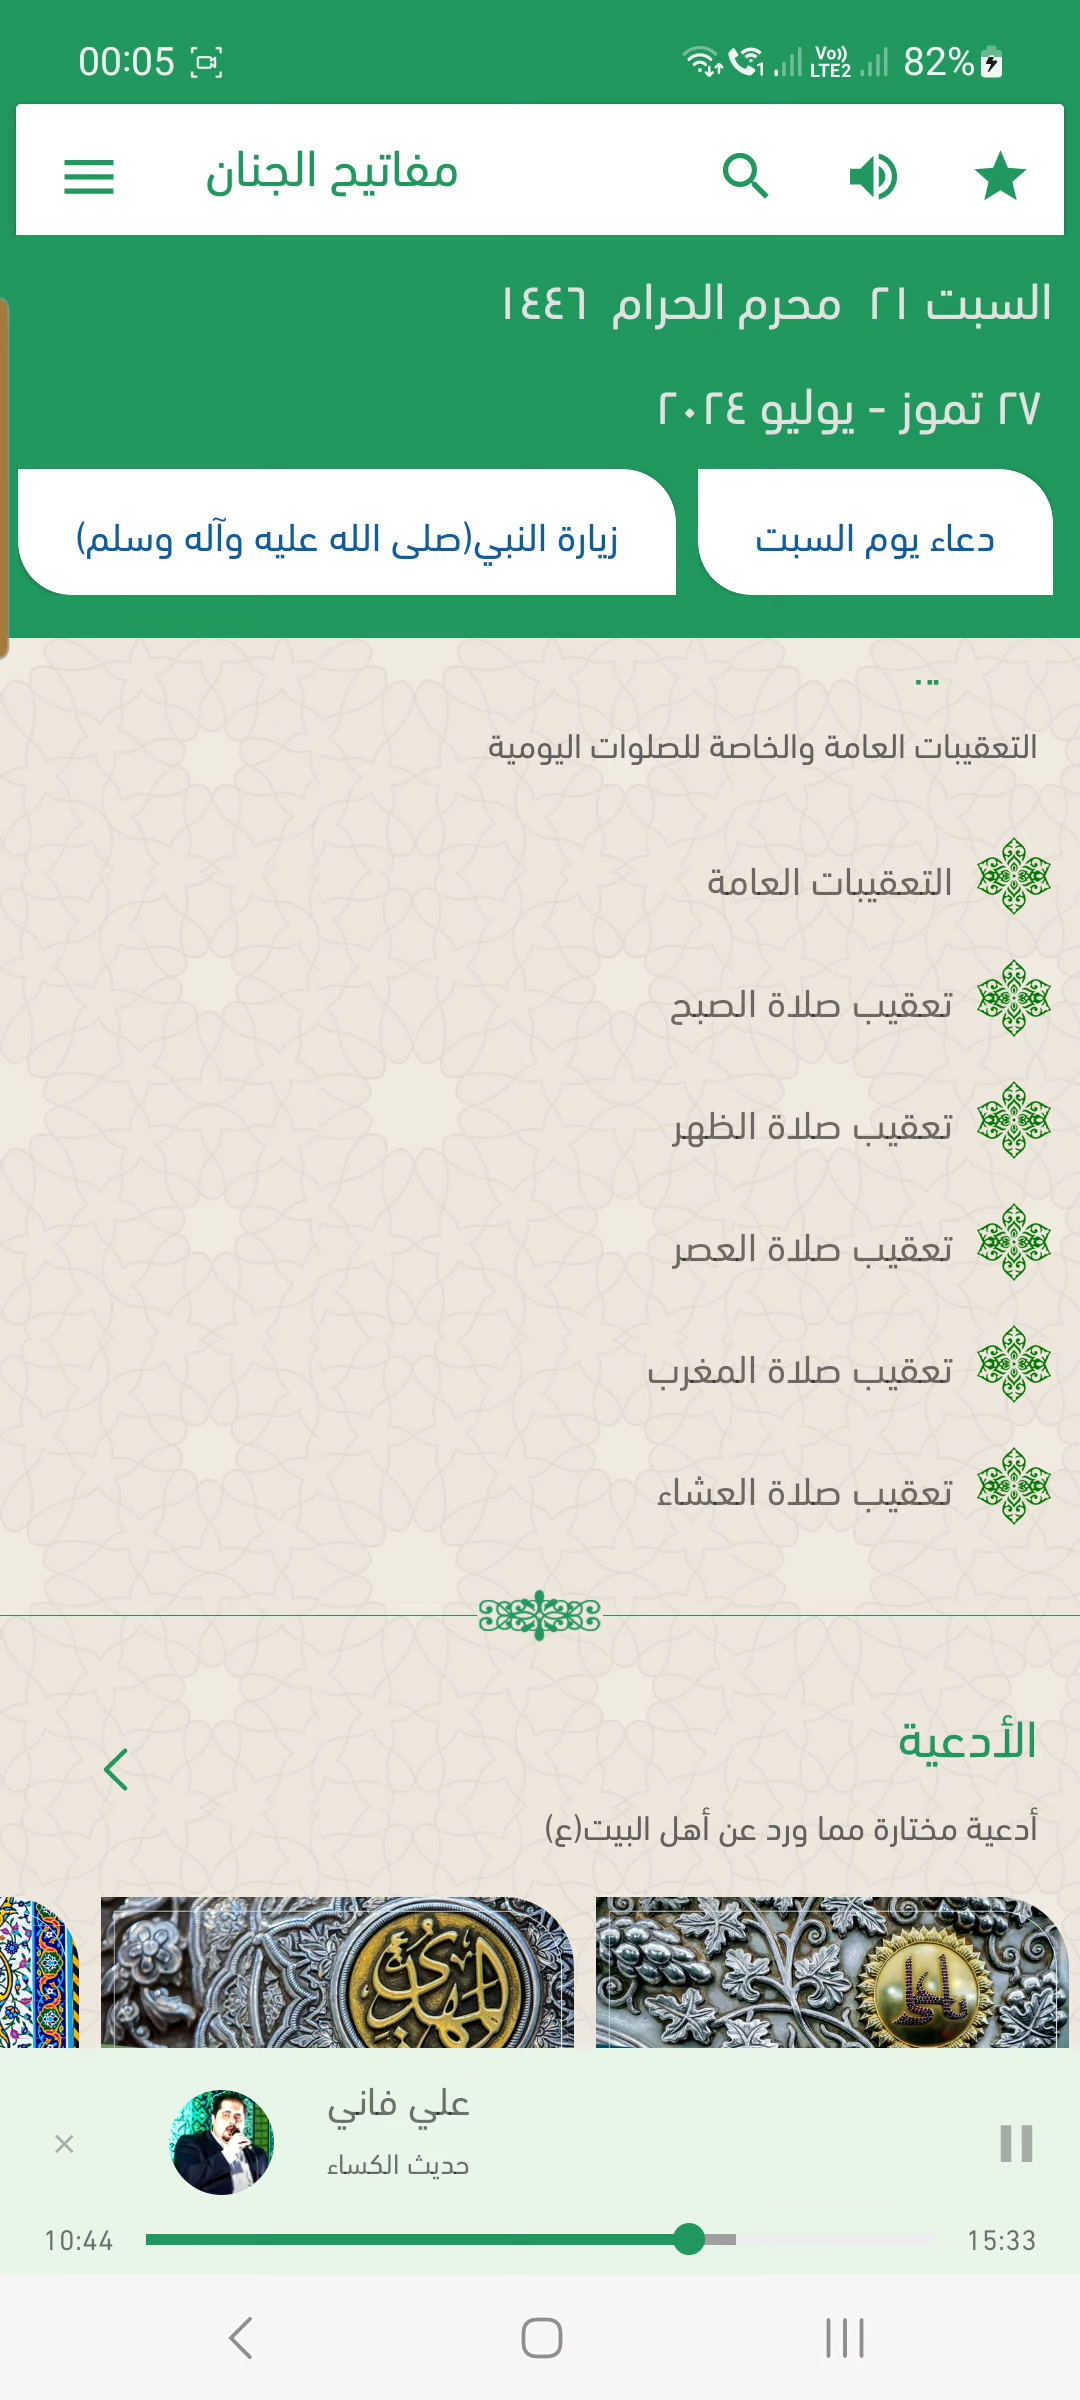 00:05
Vo)) LTE2 82%
مفاتيح الجنان
السبت ٢١ محرم الحرام ١٤٤٦
٢٧ تموز - يوليو ٢٠٢٤
دعاء يوم السبت
زيارة النبي(صلى الله عليه وآله وسلم)
التعقيبات العامة والخاصة للصلوات اليومية
التعقيبات العامة
تعقيب صلاة الصبح
تعقيب صلاة الظهر
تعقيب صلاة العصر
تعقيب صلاة المغرب
تعقيب صلاة العشاء
الأدعية
أدعية مختارة مما ورد عن أهل البيت(ع)
علي فاني
حديث الكساء
10:44
15:33